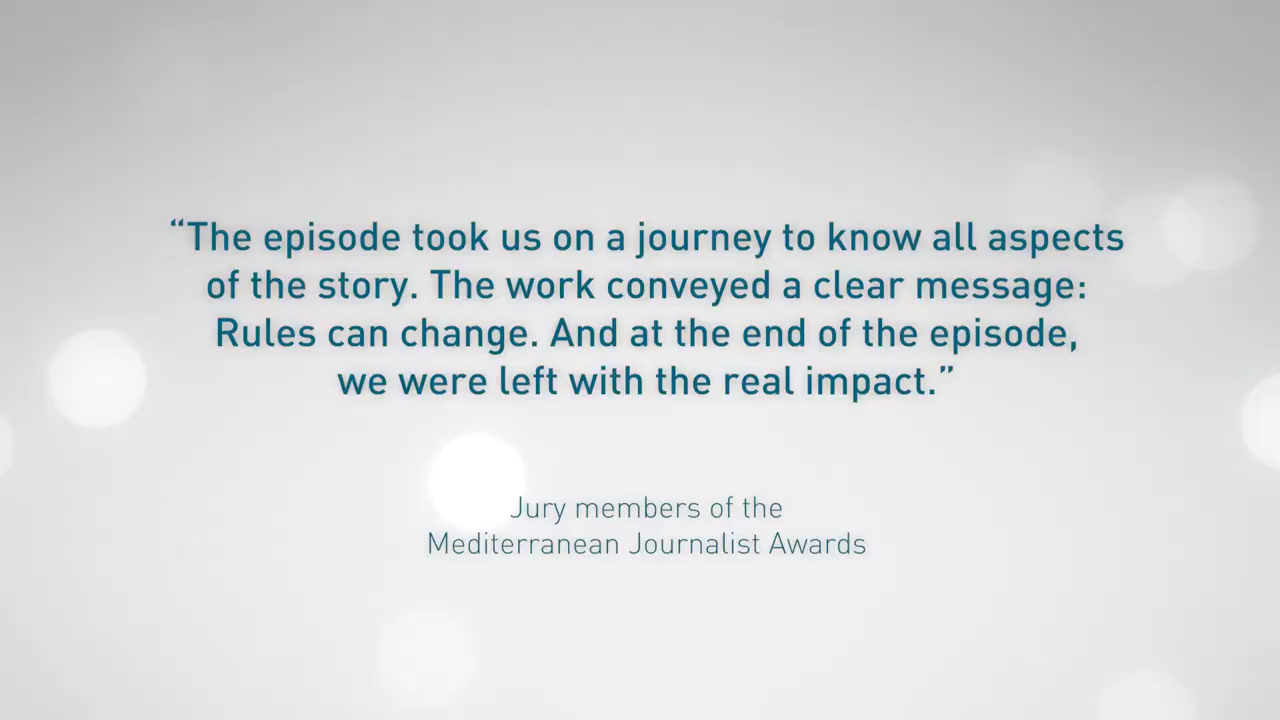 “The episode took us on a journey to know all aspects
of the story. The work conveyed a clear message:
Rules can change. And at the end of the episode,
we were left with the real impact.”
Jury members of the
Mediterranean Journalist Awards